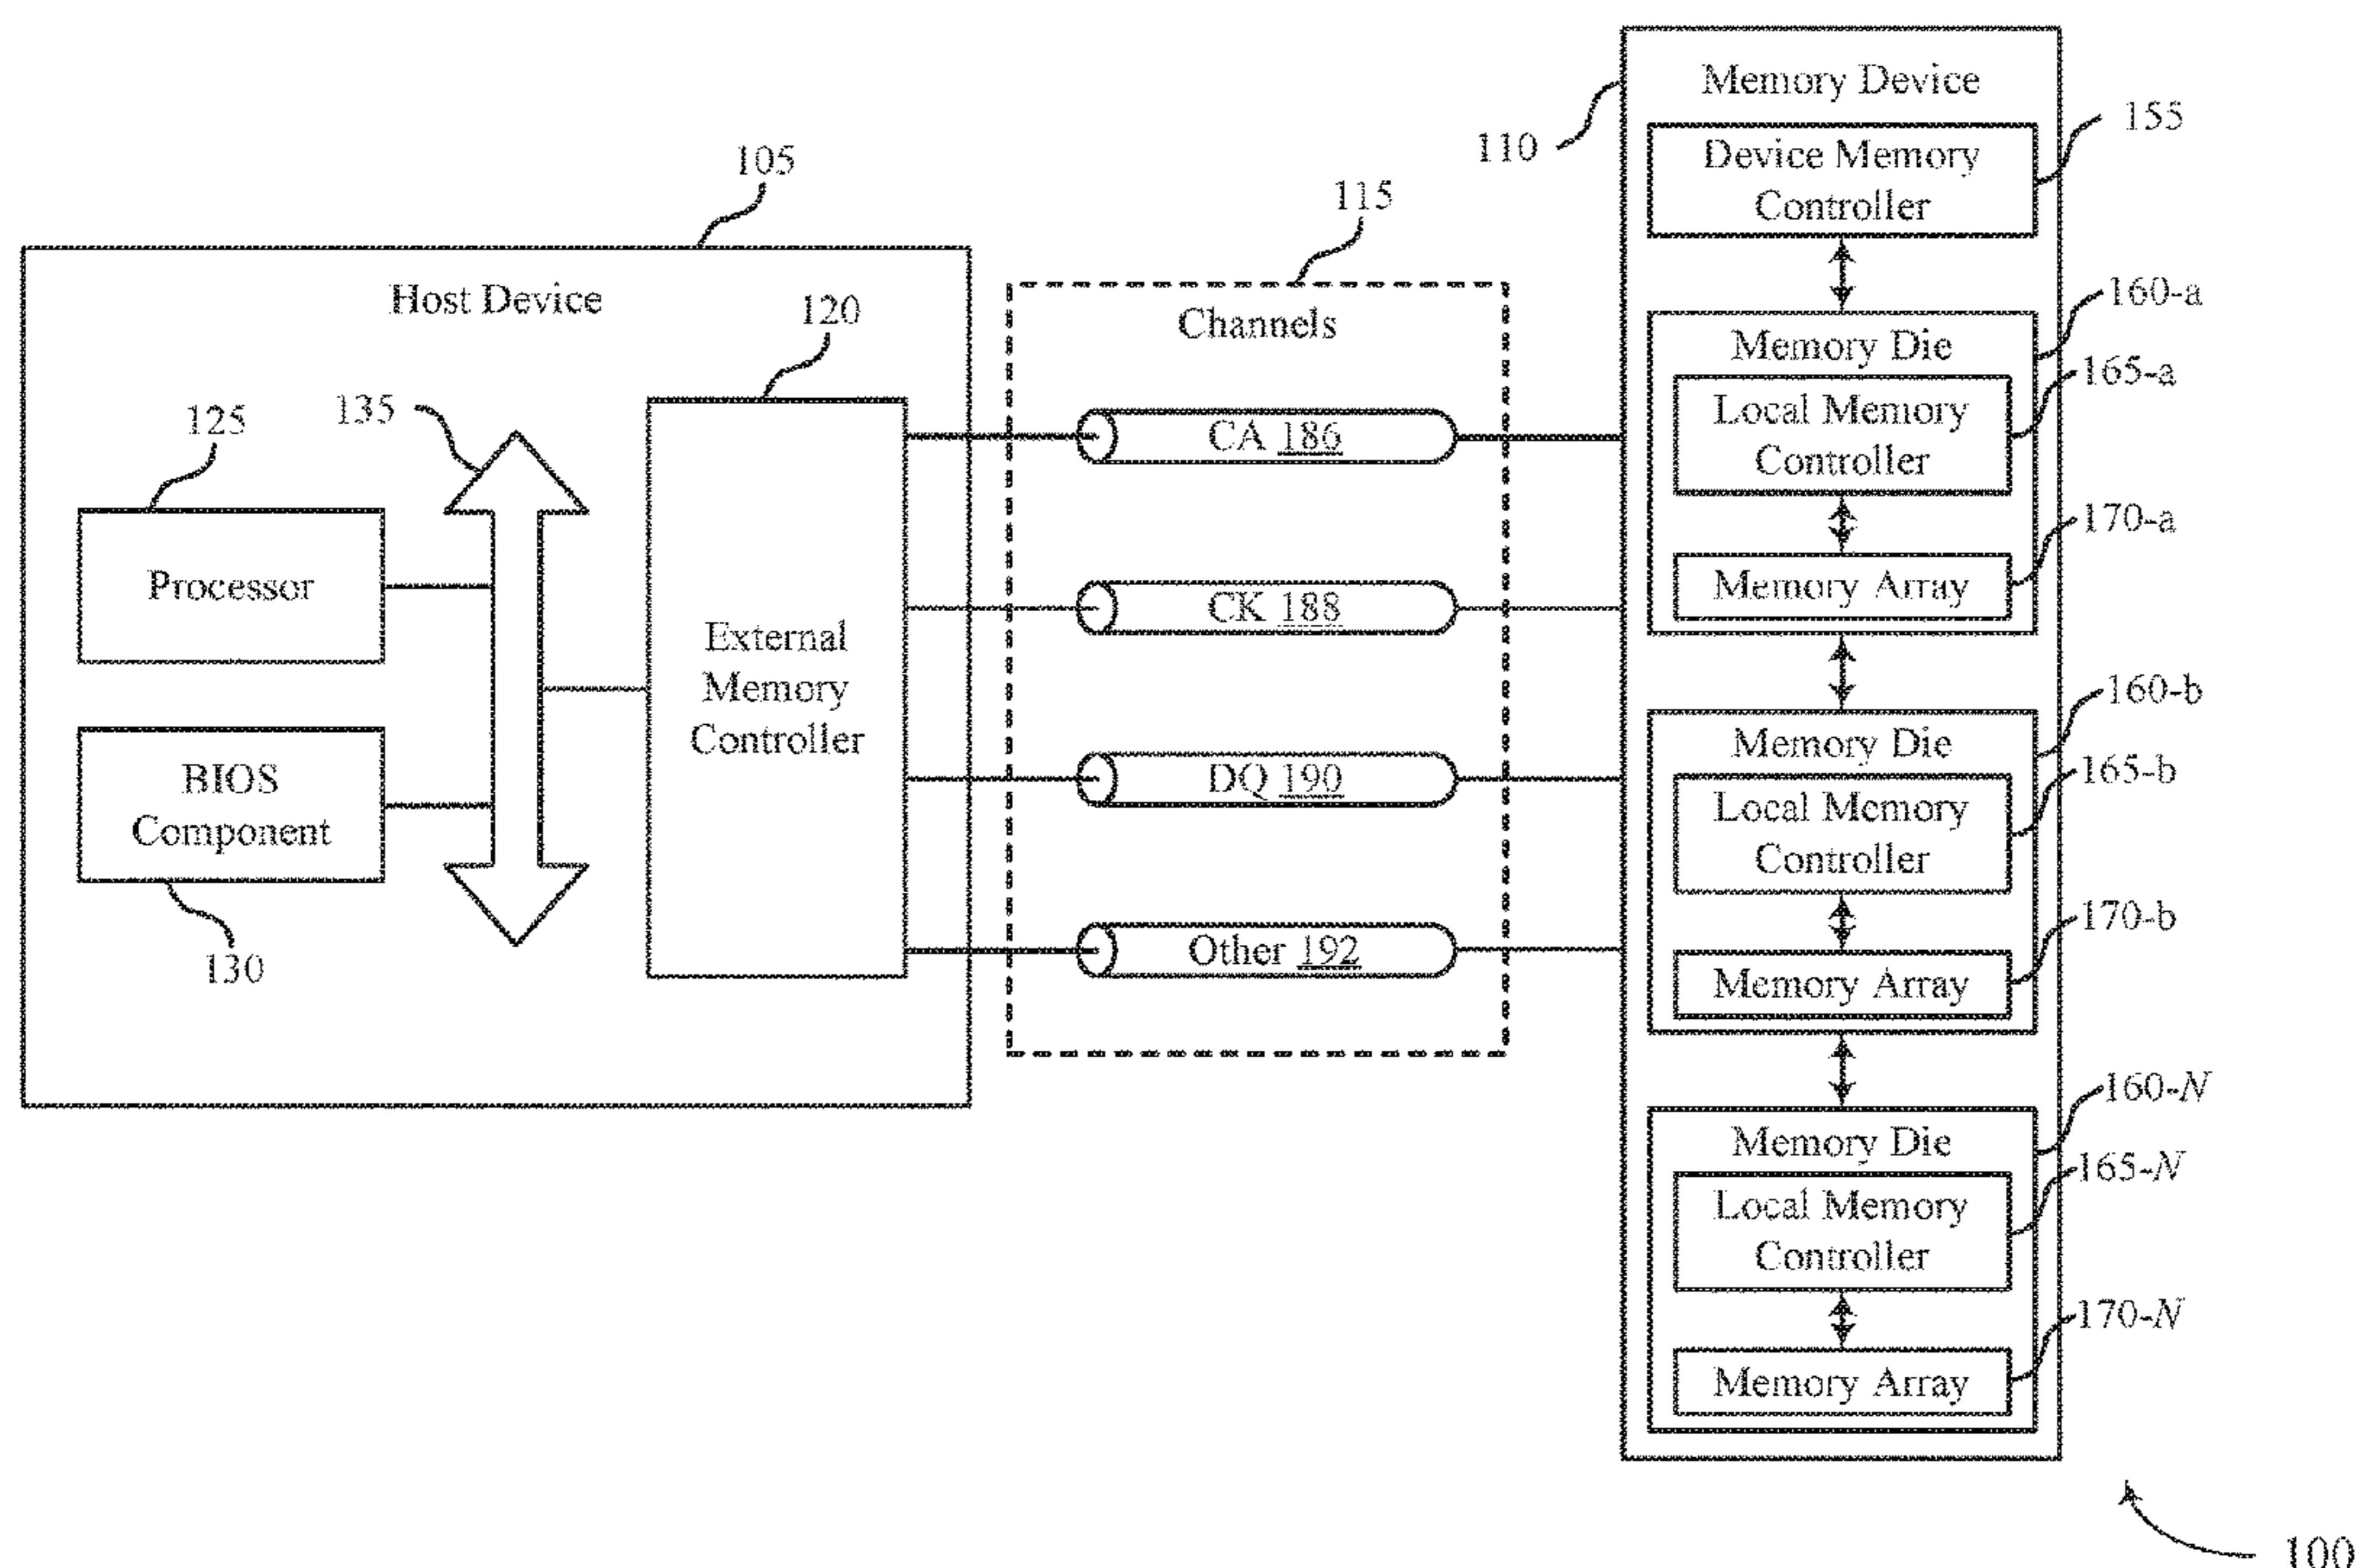 105
Host Device
125
Processor
BIOS
Component
130
135
120
External
Memory
Controller
115
Channels
CA 186
CK 188
DQ 190
Other 192
110
Memory Device
155
Device Memory
Controller
160-a
Memory Die
165-a
Local Memory
Controller
170-a
Memory Array
160-b
Memory Die
165-b
Local Memory
Controller
170-b
Memory Array
160-N
Memory Die
165-N
Local Memory
Controller
170-N
Memory Array
100